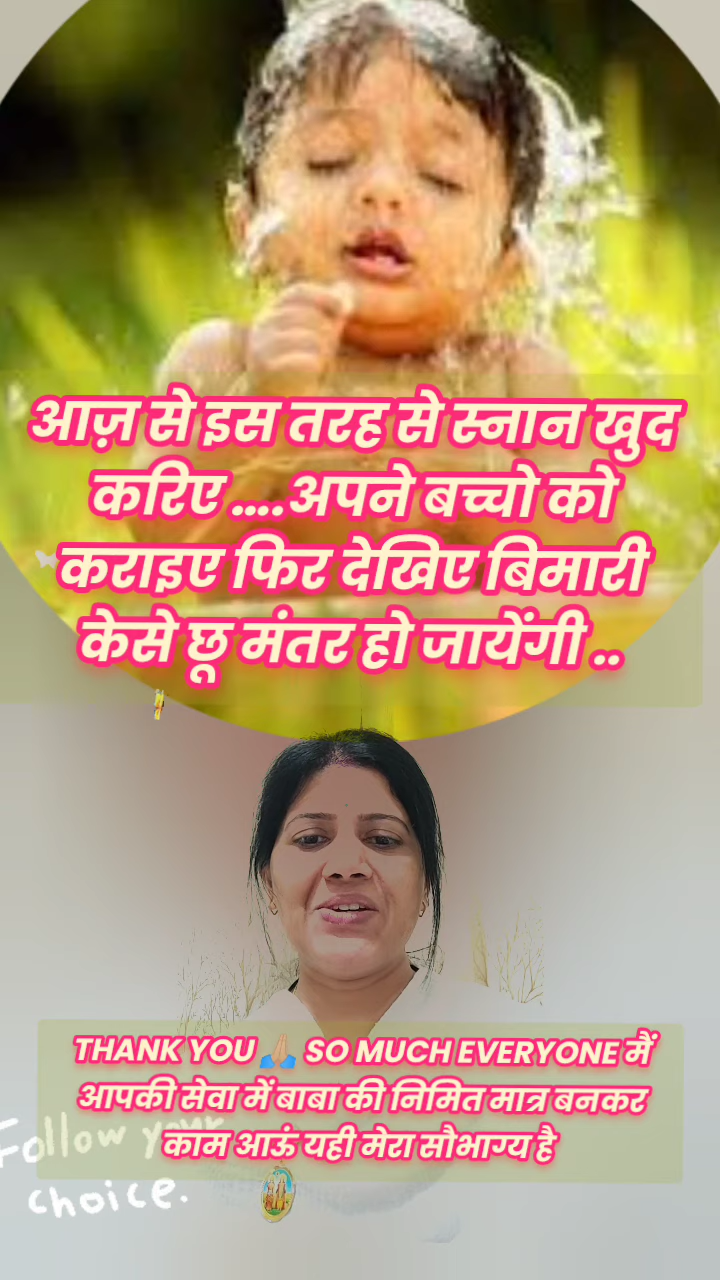 आज़ से इस तरह से स्नान खुद
करिए ....अपने बच्चो को
कराइए फिर देखिए बिमारी
केसे छू मंतर हो जायेंगी ..
THANK YOU 🙏🏼 SO MUCH EVERYONE मैं
आपकी सेवा में बाबा की निमित मात्र बनकर
काम आऊं यही मेरा सौभाग्य है
Follow your
choice.